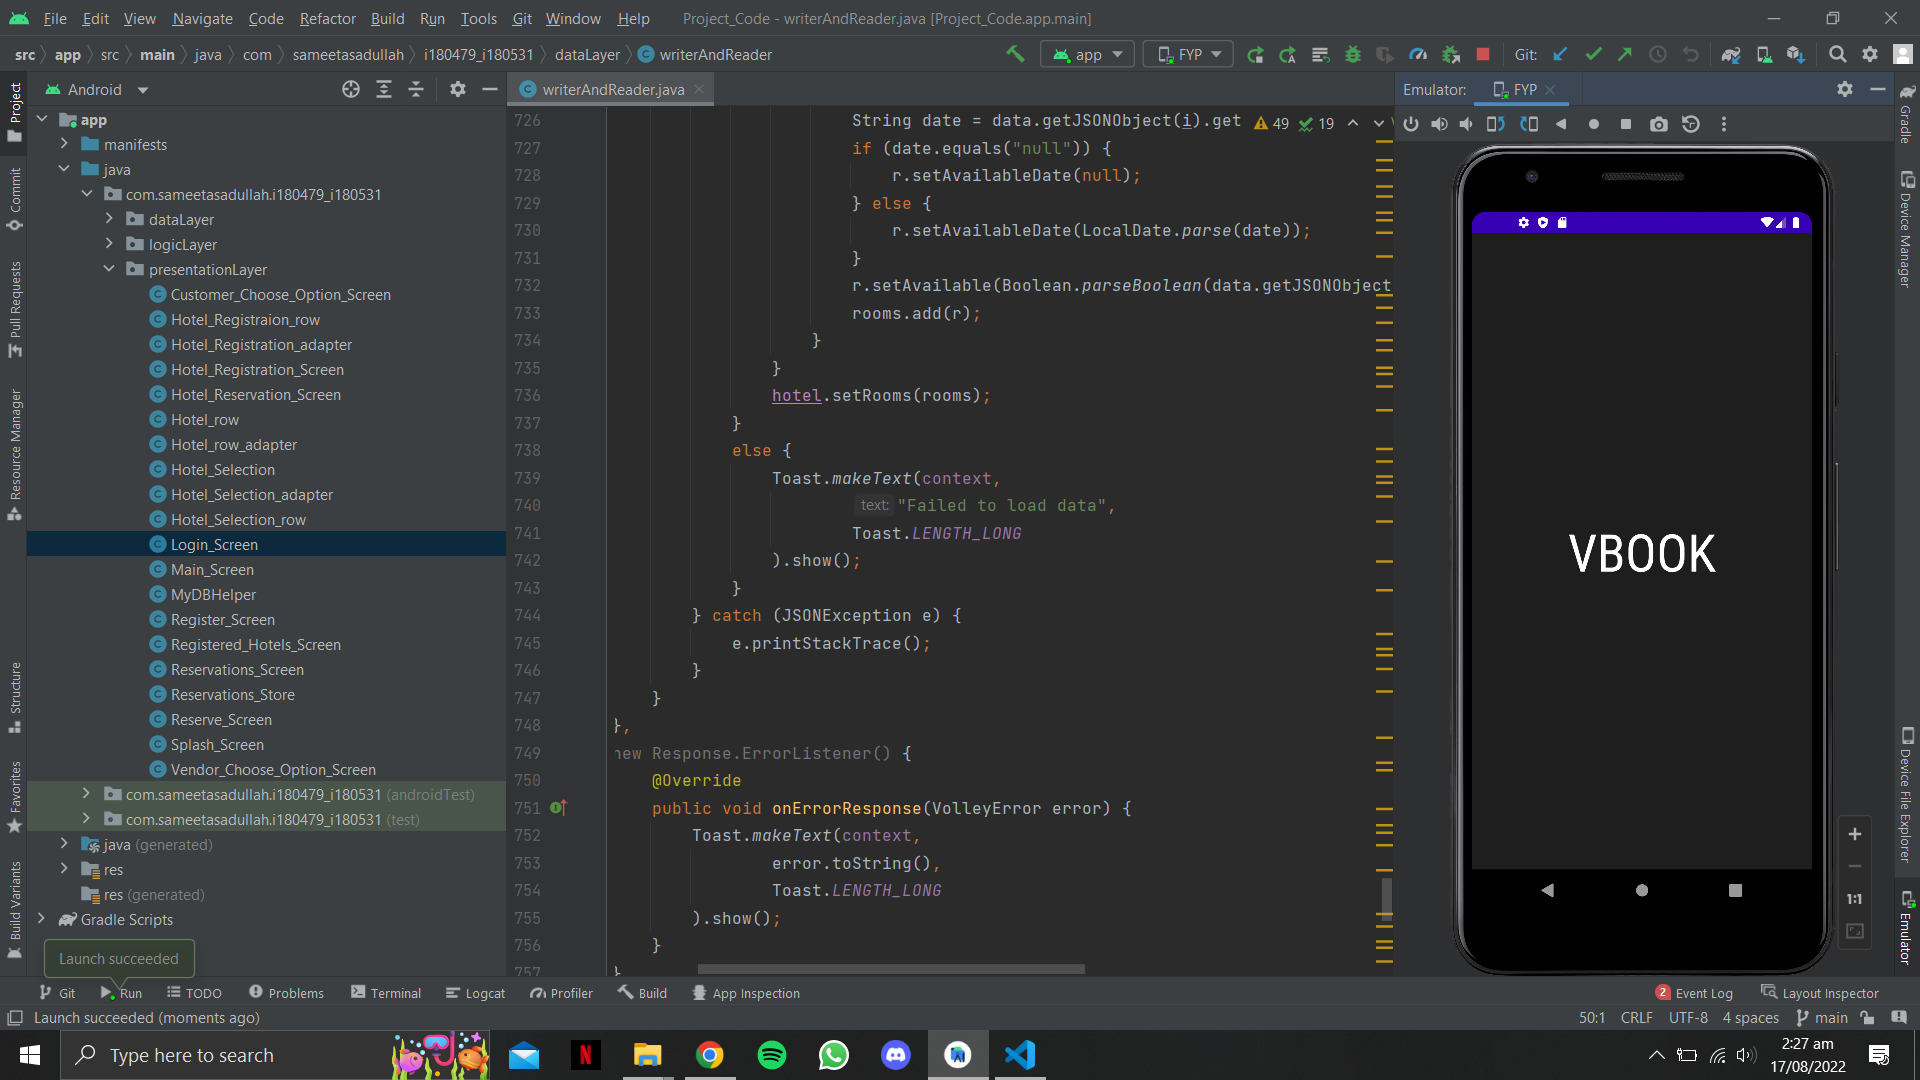 File Edit View Navigate Code Refactor Build Run Tools Git Window Help Project_Code - writerAndReader.java [Project_Code.app.main]
src app src main java com sameetasadullah i180479_i180531 dataLayer writerAndReader app FYP Git:
Android
writerAndReader.java
Emulator: FYP
Project
Commit
Pull Requests
Resource Manager
Structure
Favorites
Build Variants
app
manifests
java
com.sameetasadullah.i180479_i180531
dataLayer
logicLayer
presentationLayer
Customer_Choose_Option_Screen
Hotel_Registraion_row
Hotel_Registration_adapter
Hotel_Registration_Screen
Hotel_Reservation_Screen
Hotel_row
Hotel_row_adapter
Hotel_Selection
Hotel_Selection_adapter
Hotel_Selection_row
Login_Screen
Main_Screen
MyDBHelper
Register_Screen
Registered_Hotels_Screen
Reservations_Screen
Reservations_Store
Reserve_Screen
Splash_Screen
Vendor_Choose_Option_Screen
com.sameetasadullah.i180479_i180531 (androidTest)
com.sameetasadullah.i180479_i180531 (test)
java (generated)
res
res (generated)
Gradle Scripts
Launch succeeded
726 String date = data.getJSONObject(i).get 49 19
727 if (date.equals("null")) {
728 r.setAvailableDate(null);
729 } else {
730 r.setAvailableDate(LocalDate.parse(date));
731 }
732 r.setAvailable(Boolean.parseBoolean(data.getJSONObject
733 rooms.add(r);
734 }
735 }
736 hotel.setRooms(rooms);
737 }
738 else {
739 Toast.makeText(context,
740 text: "Failed to load data",
741 Toast.LENGTH_LONG
742 ).show();
743 }
744 } catch (JSONException e) {
745 e.printStackTrace();
746 }
747 }
748 },
749 new Response.ErrorListener() {
750 @Override
751 public void onErrorResponse(VolleyError error) {
752 Toast.makeText(context,
753 error.toString(),
754 Toast.LENGTH_LONG
755 ).show();
756 }
757 }
VBOOK
1:1
Gradle
Device Manager
Device File Explorer
Emulator
Git Run TODO Problems Terminal Logcat Profiler Build App Inspection 2 Event Log Layout Inspector
Launch succeeded (moments ago) 50:1 CRLF UTF-8 4 spaces main
Type here to search
N
2:27 am
17/08/2022